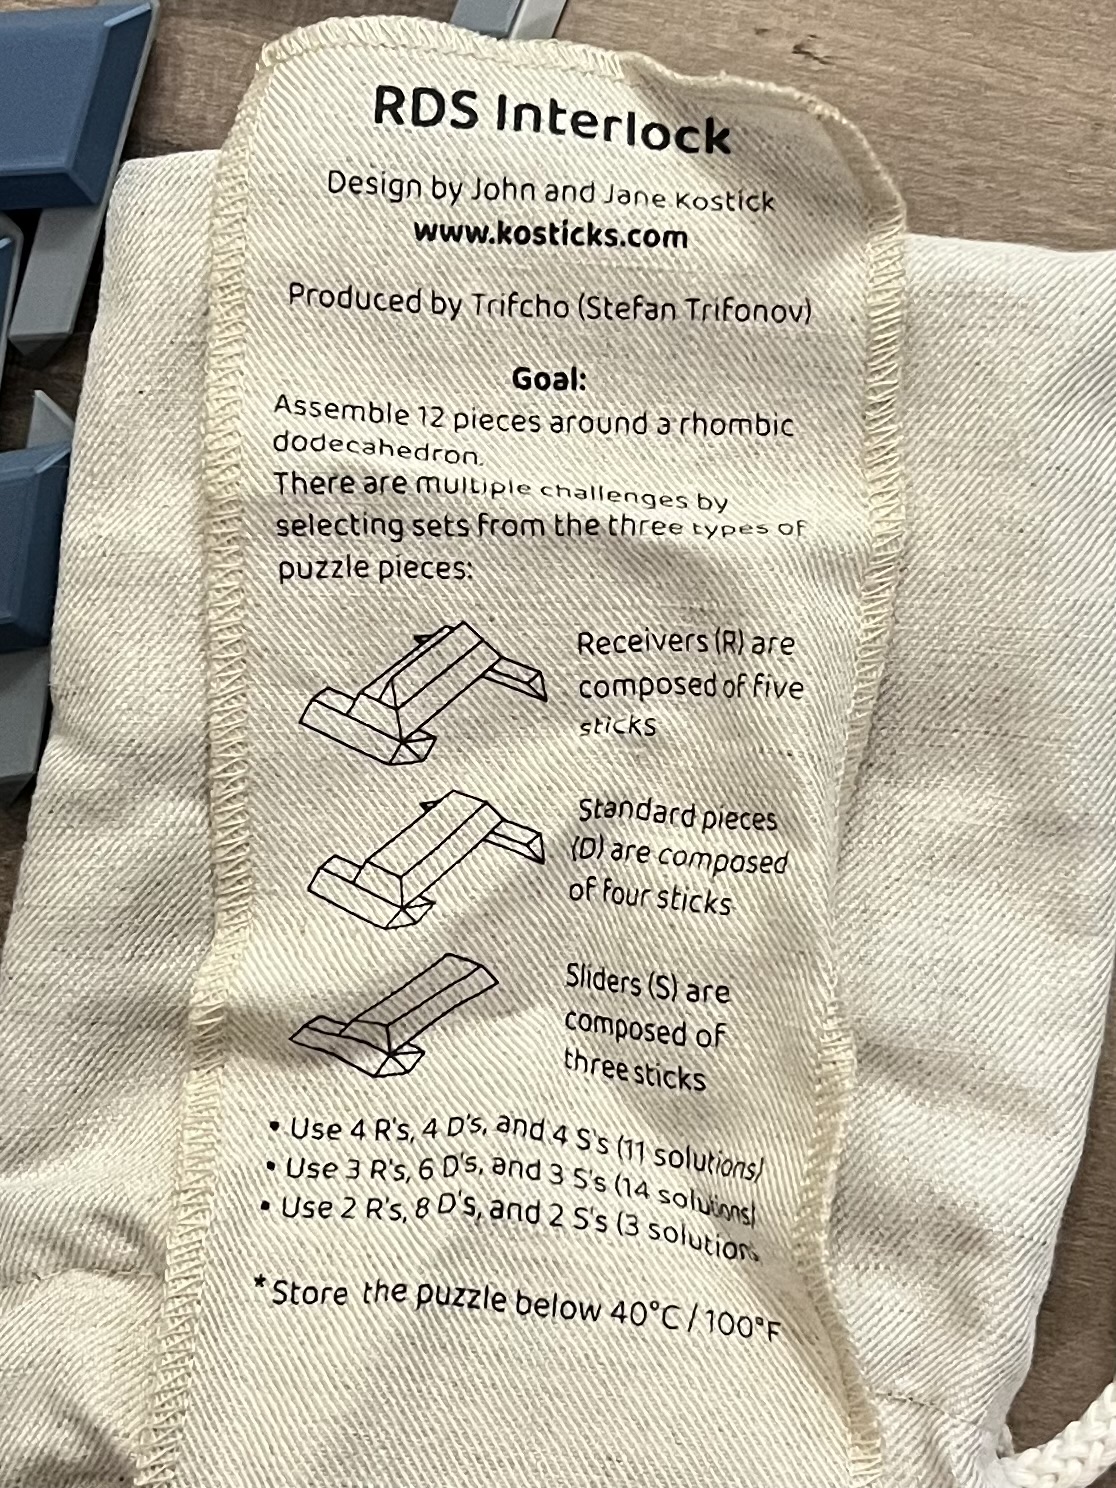 RDS Interlock
Design by John and Jane Kostick
www.kosticks.com
Produced by Trifcho (Stefan Trifonov)
Goal:
Assemble 12 pieces around a rhombic
dodecahedron.
There are multiple challenges by
selecting sets from the three types of
puzzle pieces:
Receivers (R) are
composed of five
sticks
Standard pieces
(D) are composed
of four sticks
Sliders (S) are
composed of
three sticks
• Use 4 R's, 4 D's, and 4 S's (11 solutions)
• Use 3 R's, 6 D's, and 3 S's (14 solutions)
• Use 2 R's, 8 D's, and 2 S's (3 solutions
*Store the puzzle below 40°C / 100°F